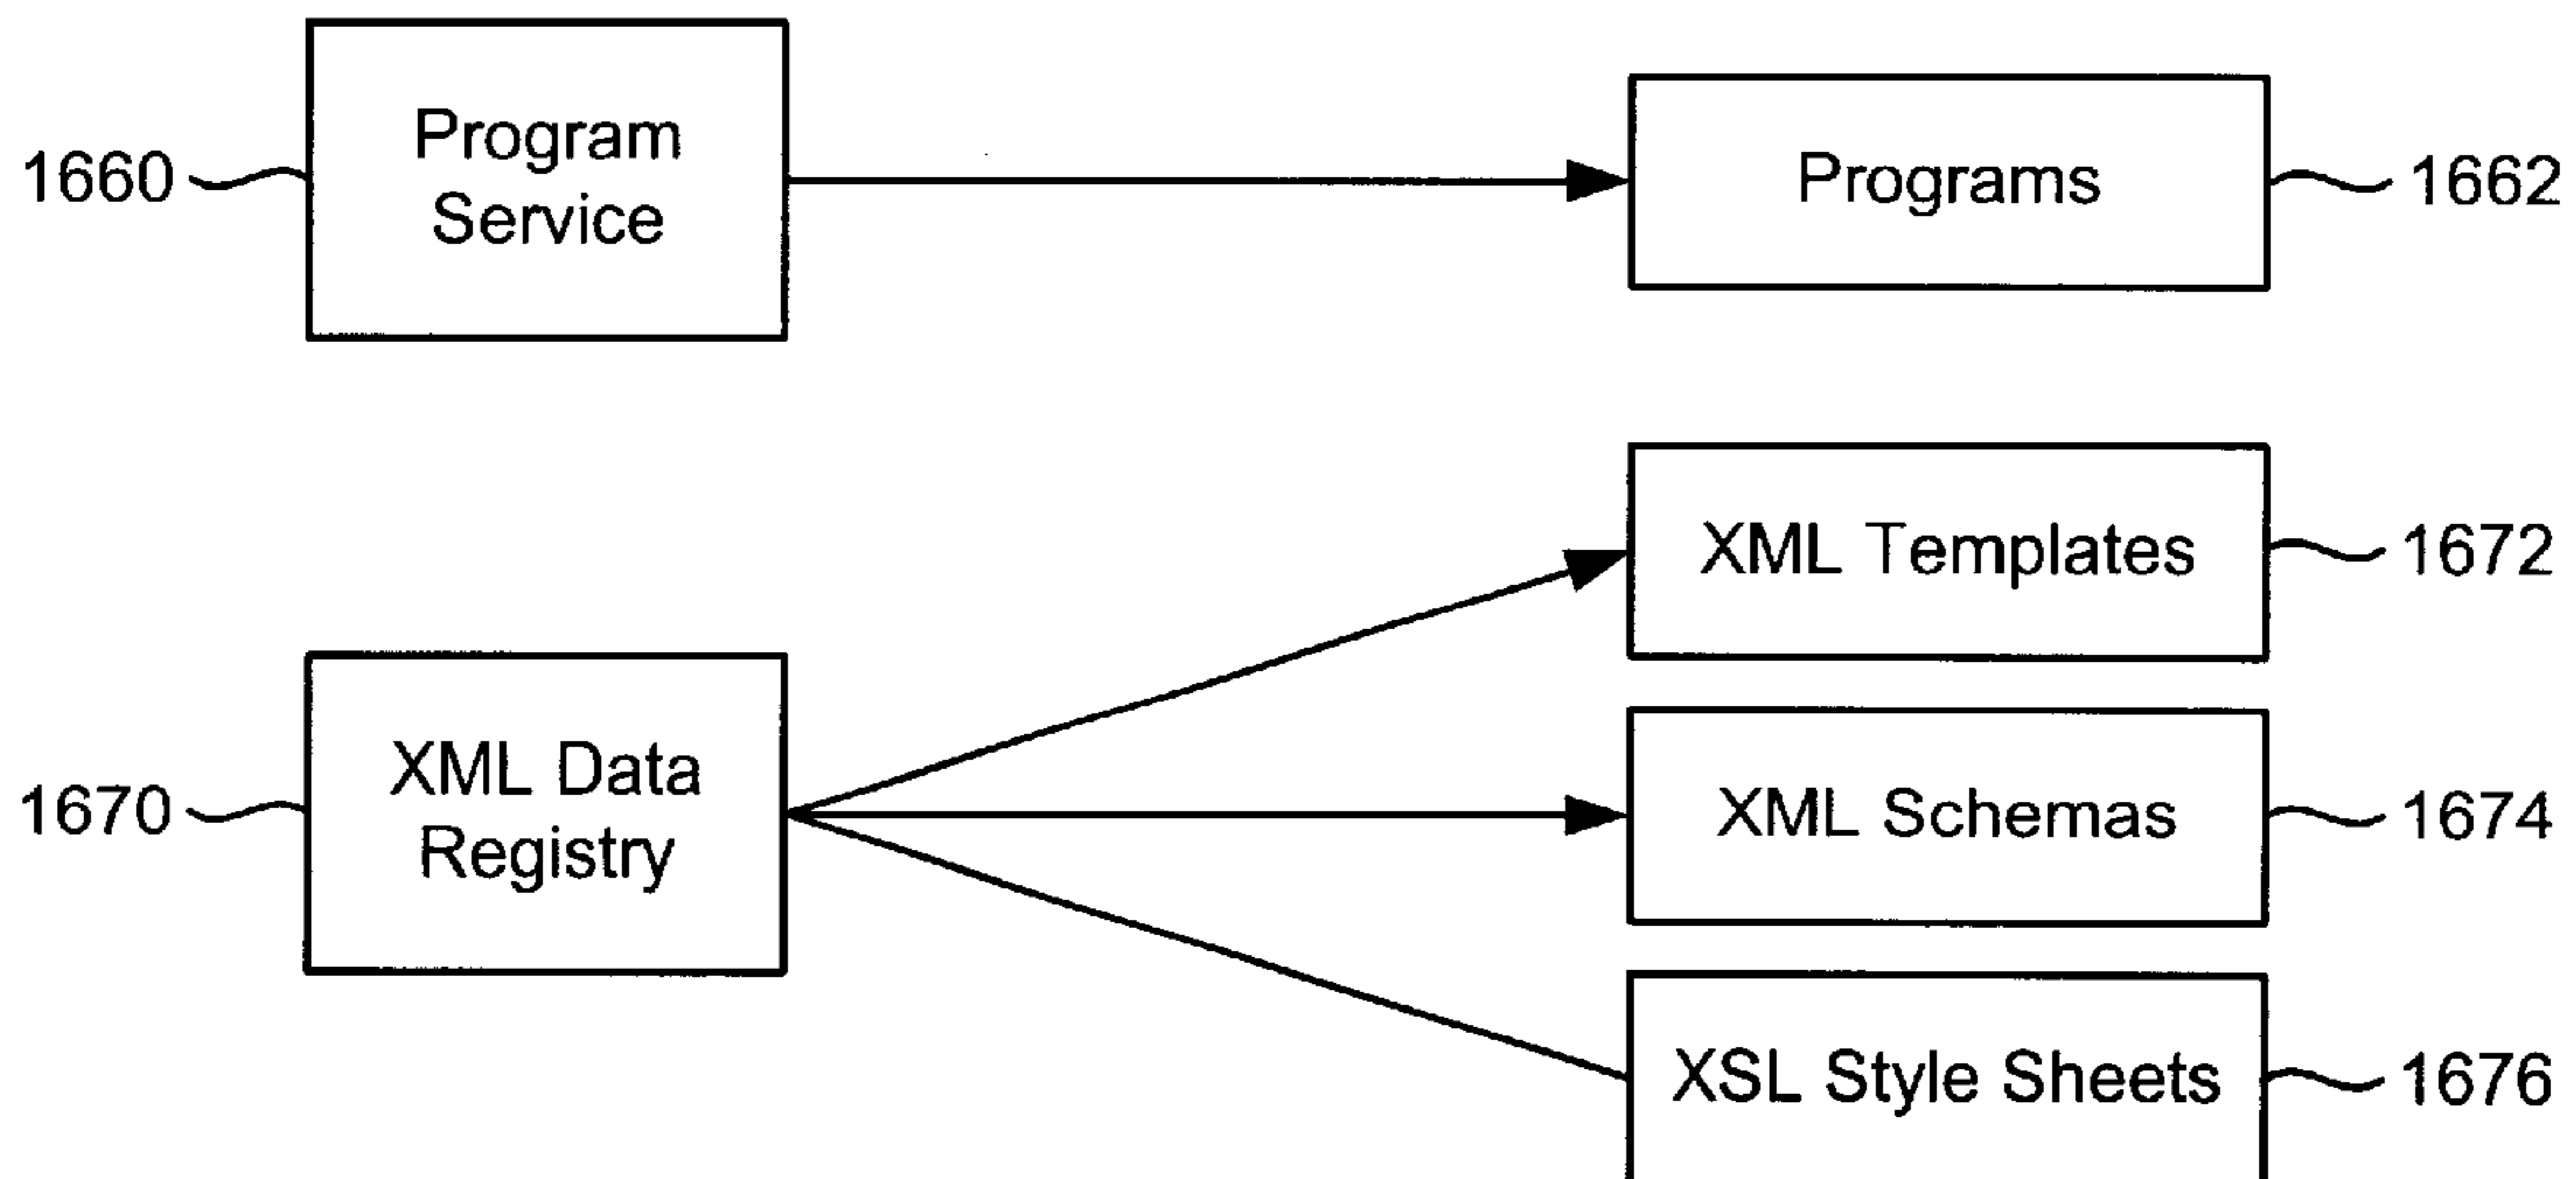 Program
Service
1660
Programs
1662
XML Templates
1672
XML Data
Registry
1670
XML Schemas
1674
XSL Style Sheets
1676